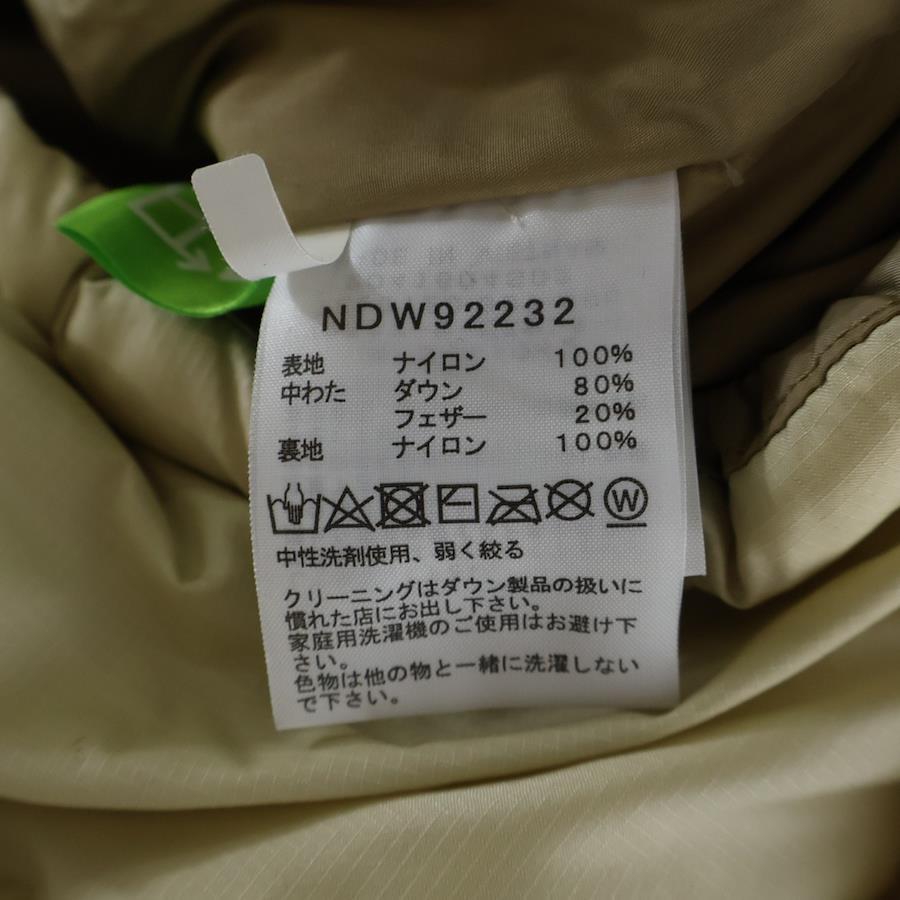 NDW92232
表地 ナイロン 100%
中わた ダウン 80%
フェザー 20%
裏地 ナイロン 100%
W
中性洗剤使用、弱く絞る
クリーニングはダウン製品の扱いに
慣れた店にお出し下さい。
家庭用洗濯機のご使用はお避け下
さい。
色物は他の物と一緒に洗濯しない
で下さい。